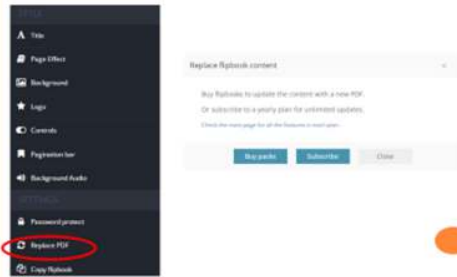 STYLE
Title
Page Effect
Background
Logo
Controls
Pagination bar
Background Audio
SETTINGS
Password protect
Replace PDF
Copy flipbook
Replace flipbook content
Buy flipbooks to update the content with a new PDF.
Or subscribe to a yearly plan for unlimited updates.
Check the main page for all the features in each plan.
Buy packs
Subscribe
Close